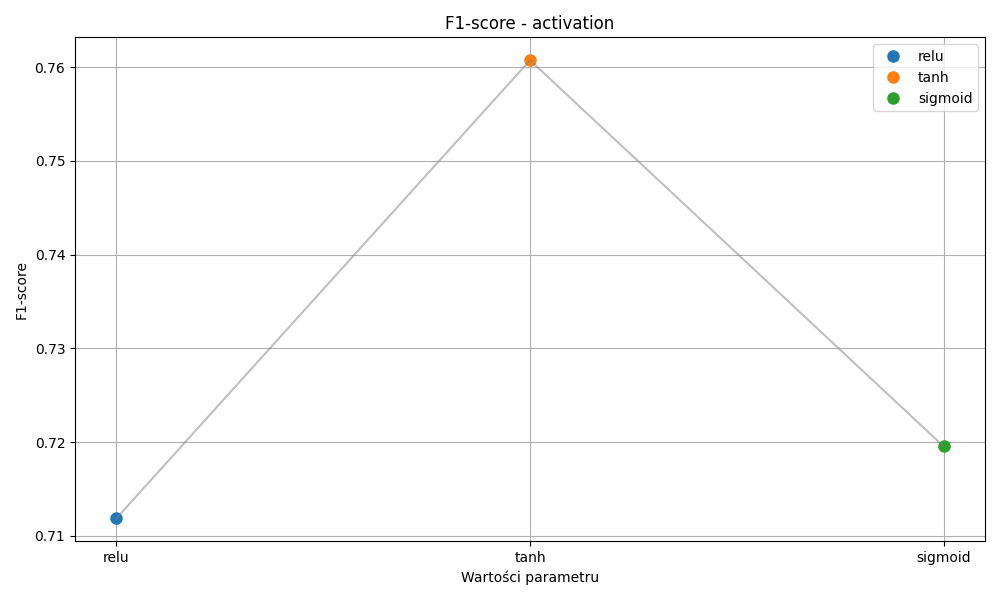 F1-score - activation
relu
tanh
sigmoid
0.76
0.75
0.74
0.73
0.72
0.71
F1-score
relu
tanh
sigmoid
Wartości parametru